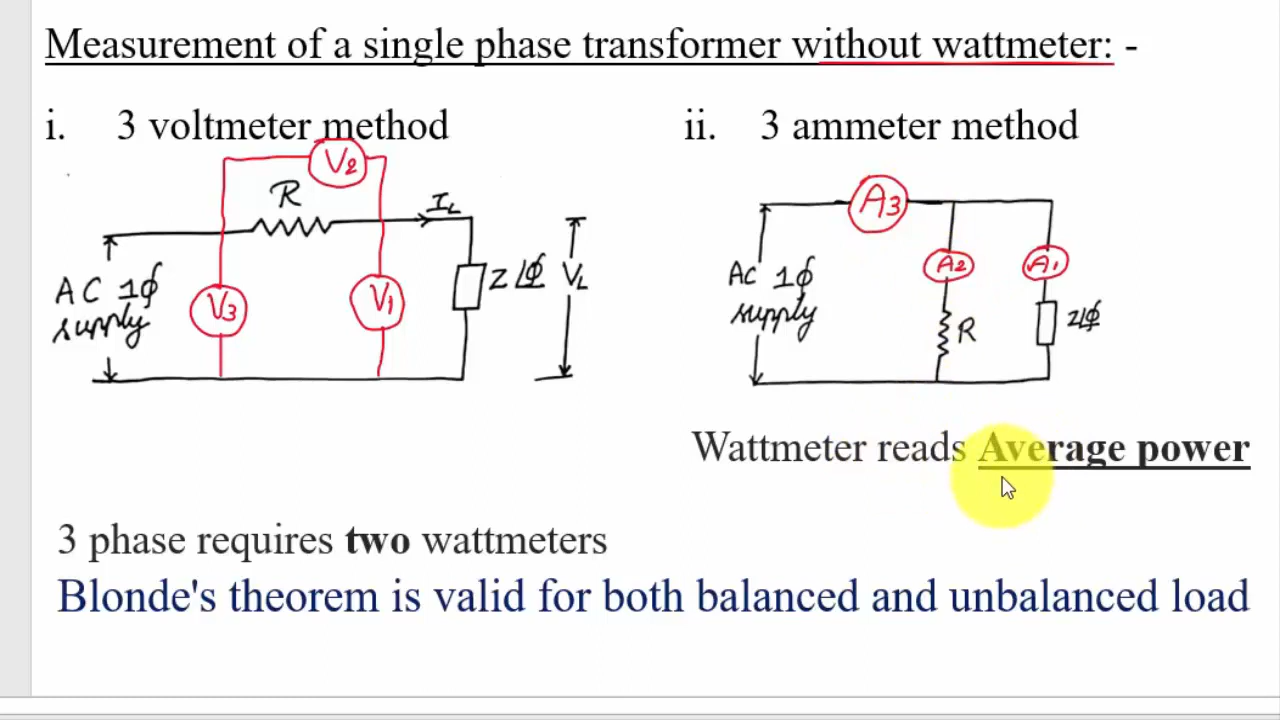 Measurement of a single phase transformer without wattmeter: -
i. 3 voltmeter method
V2
R
IL
AC 1ϕ
supply
V3
V1
Z∠ϕ
VL
ii. 3 ammeter method
A3
AC 1ϕ
supply
A2
A1
R
Z∠ϕ
Wattmeter reads Average power
3 phase requires two wattmeters
Blonde's theorem is valid for both balanced and unbalanced load